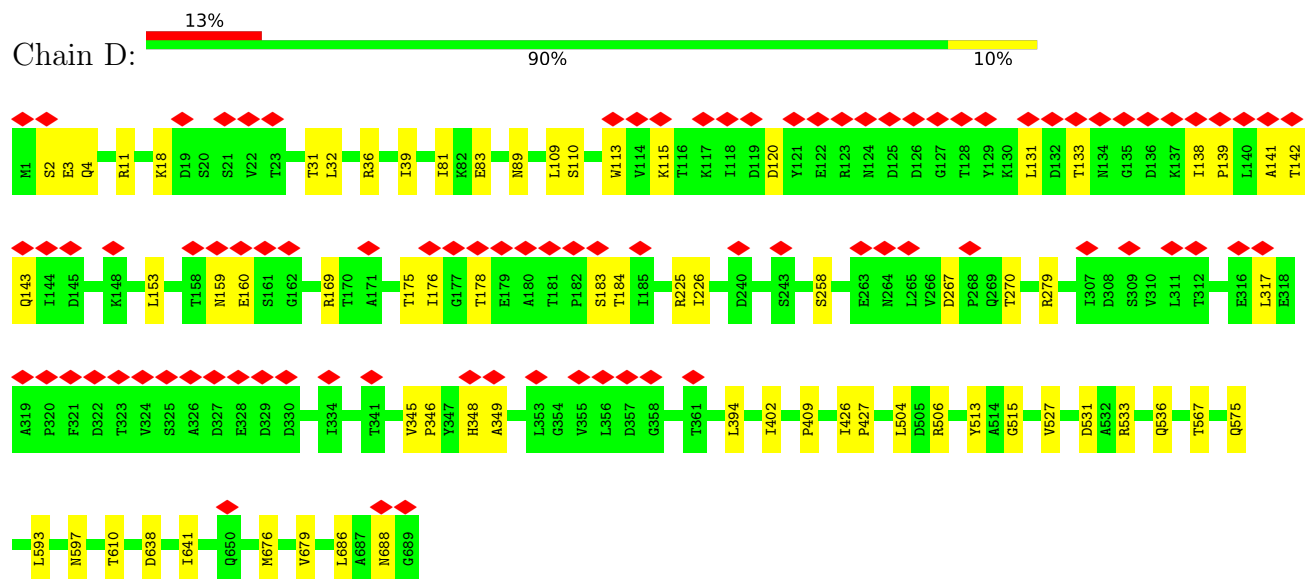 13%
Chain D:
90% 10%
M1 S2 E3 Q4 R11 K18 D19 S20 S21 V22 T23 T31 L32 R36 I39 I81 K82 E83 N89 L109 S110 W113 V114 K115 T116 K117 I118 D119 D120 Y121 E122 R123 N124 D125 D126 G127 T128 Y129 K130 L131 D132 T133 N134 G135 D136 K137 I138 P139 L140 A141 T142
Q143 I144 D145 K148 L153 T158 N159 E160 S161 G162 R169 T170 A171 T175 I176 G177 T178 E179 A180 T181 P182 S183 T184 I185 R225 I226 D240 S243 S258 E263 N264 L265 V266 D267 P268 Q269 T270 R279 I307 D308 S309 V310 L311 T312 E316 L317 E318
A319 P320 F321 D322 T323 V324 S325 A326 D327 E328 D329 D330 I334 T341 V345 P346 Y347 H348 A349 L353 G354 V355 L356 D357 G358 T361 L394 I402 P409 I426 P427 L504 D505 R506 Y513 A514 G515 V527 D531 A532 R533 Q536 T567 Q575
L593 N597 T610 D638 I641 Q650 M676 V679 L686 A687 N688 G689